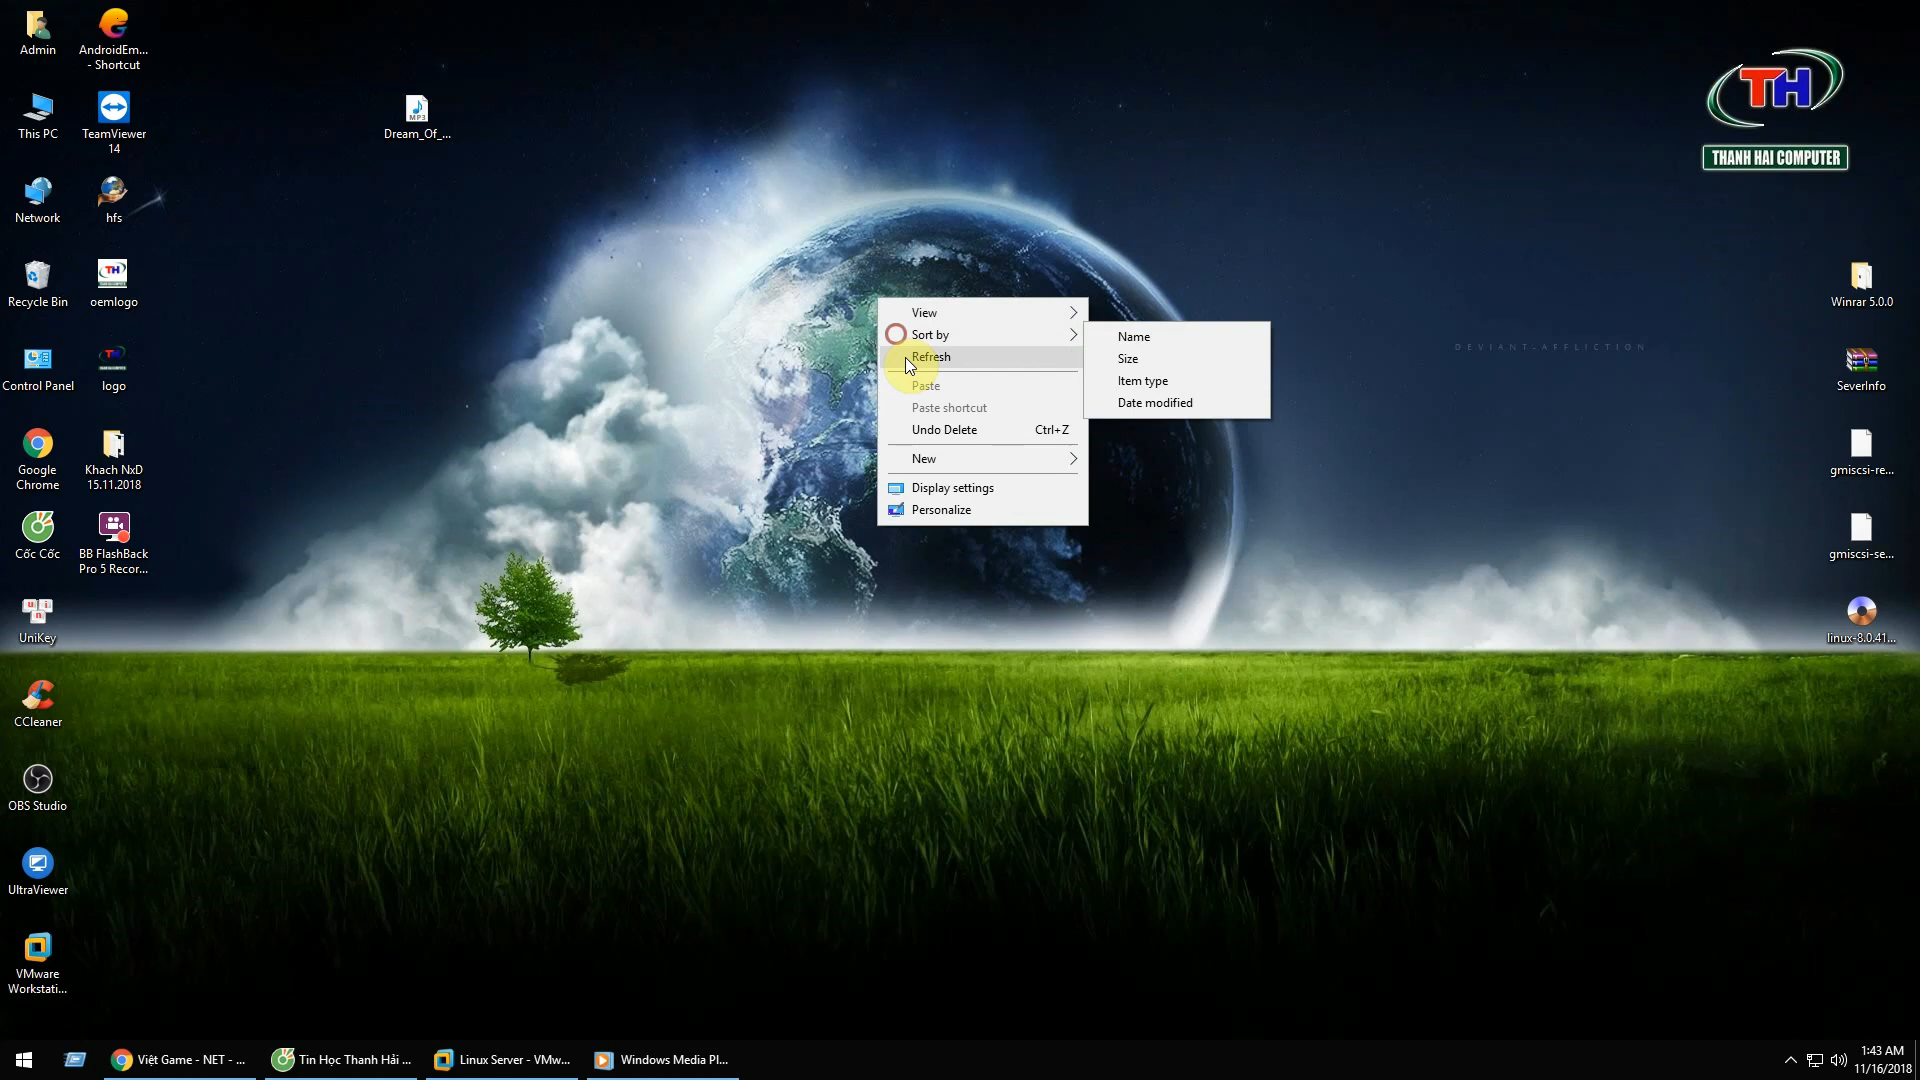 Admin
AndroidEm...
- Shortcut
This PC
TeamViewer
14
MP3
Dream_Of_...
TH
THANH HAI COMPUTER
Network
hfs
Recycle Bin
TH
oemlogo
Winrar 5.0.0
View
Sort by
Refresh
Paste
Paste shortcut
Undo Delete Ctrl+Z
New
Display settings
Personalize
Name
Size
Item type
Date modified
DEVIANT-AFFLICTION
Control Panel
TH
logo
SeverInfo
Google
Chrome
Khach NxD
15.11.2018
gmiscsi-re...
Cốc Cốc
BB FlashBack
Pro 5 Recor...
gmiscsi-se...
UniKey
linux-8.0.41...
CCleaner
OBS Studio
UltraViewer
VMware
Workstati...
Việt Game - NET - ...
Tin Học Thanh Hải ...
Linux Server - VMw...
Windows Media Pl...
1:43 AM
11/16/2018